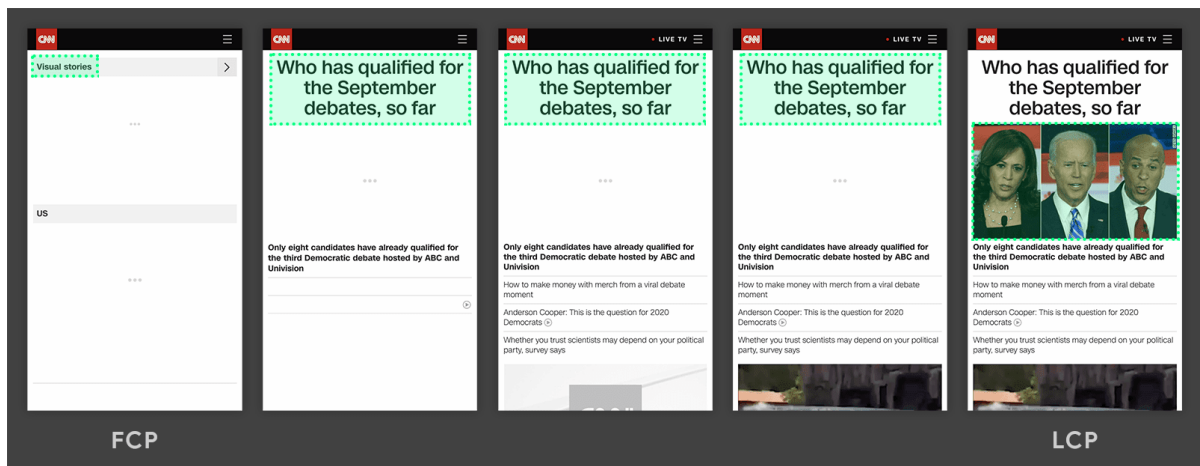 CNN
Visual stories
US
CNN
Who has qualified for
the September
debates, so far
Only eight candidates have already qualified for
the third Democratic debate hosted by ABC and
Univision
CNN
LIVE TV
Who has qualified for
the September
debates, so far
Only eight candidates have already qualified for
the third Democratic debate hosted by ABC and
Univision
How to make money with merch from a viral debate
moment
Anderson Cooper: This is the question for 2020
Democrats
Whether you trust scientists may depend on your political
party, survey says
CNN
LIVE TV
Who has qualified for
the September
debates, so far
Only eight candidates have already qualified for
the third Democratic debate hosted by ABC and
Univision
How to make money with merch from a viral debate
moment
Anderson Cooper: This is the question for 2020
Democrats
Whether you trust scientists may depend on your political
party, survey says
CNN
LIVE TV
Who has qualified for
the September
debates, so far
Only eight candidates have already qualified for
the third Democratic debate hosted by ABC and
Univision
How to make money with merch from a viral debate
moment
Anderson Cooper: This is the question for 2020
Democrats
Whether you trust scientists may depend on your political
party, survey says
FCP
LCP